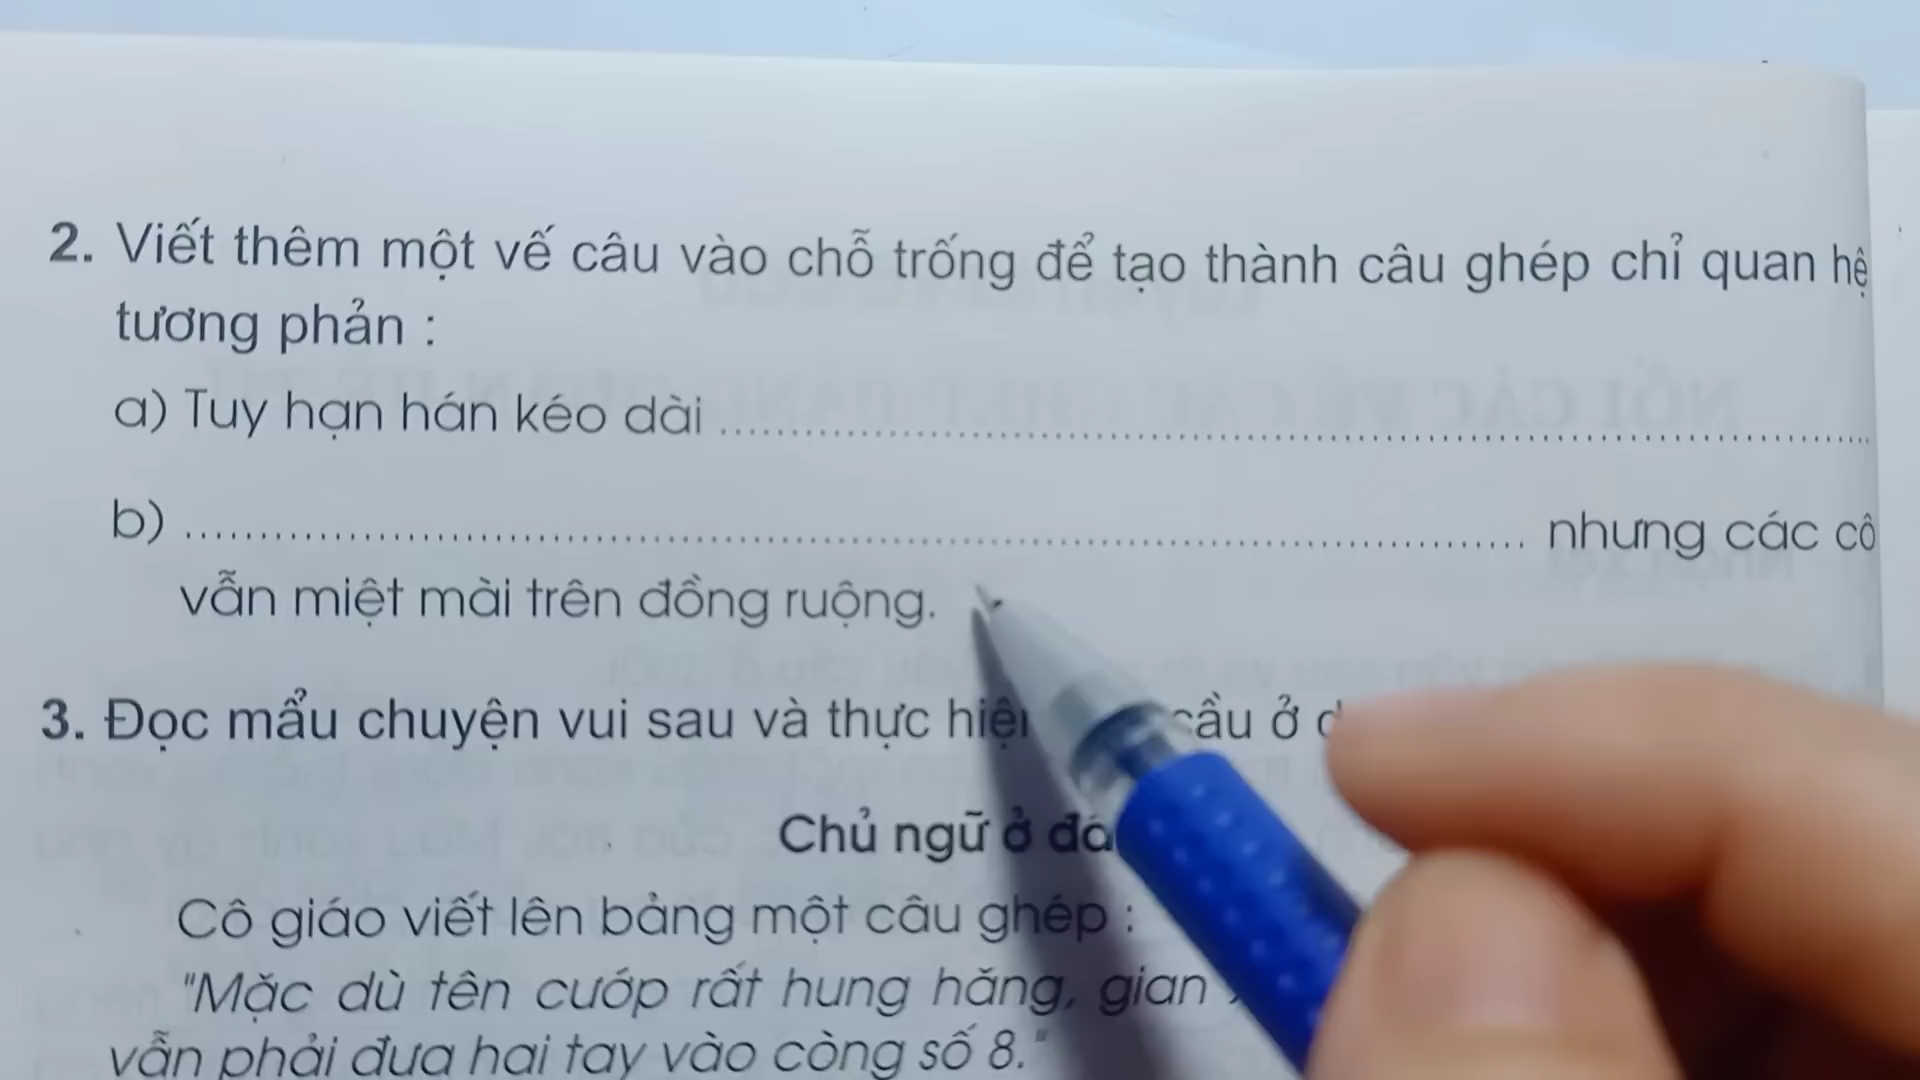 2. Viết thêm một vế câu vào chỗ trống để tạo thành câu ghép chỉ quan hệ
tương phản :
a) Tuy hạn hán kéo dài ........................................
b) ........................................ nhưng các cô
vẫn miệt mài trên đồng ruộng.
3. Đọc mẩu chuyện vui sau và thực cầu ở
Chủ ngữ ở
Cô giáo viết lên bảng một câu ghép :
"Mặc dù tên cướp rất hung hăng, gian
vẫn phải đưa hai tay vào còng số 8."